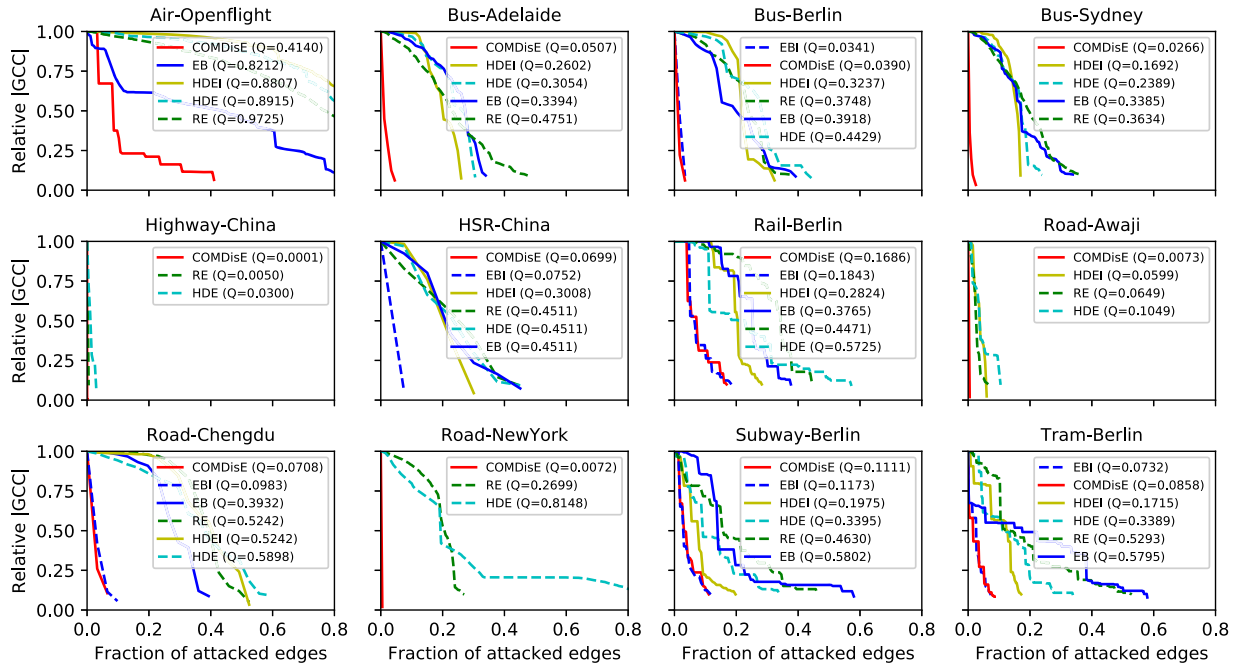 Air-Openflight
Relative |GCC|
1.00
0.75
0.50
0.25
0.00
COMDisE (Q=0.4140)
EB (Q=0.8212)
HDEI (Q=0.8807)
HDE (Q=0.8915)
RE (Q=0.9725)
Bus-Adelaide
COMDisE (Q=0.0507)
HDEI (Q=0.2602)
HDE (Q=0.3054)
EB (Q=0.3394)
RE (Q=0.4751)
Bus-Berlin
EBI (Q=0.0341)
COMDisE (Q=0.0390)
HDEI (Q=0.3237)
RE (Q=0.3748)
EB (Q=0.3918)
HDE (Q=0.4429)
Bus-Sydney
COMDisE (Q=0.0266)
HDEI (Q=0.1692)
HDE (Q=0.2389)
EB (Q=0.3385)
RE (Q=0.3634)
Highway-China
Relative |GCC|
1.00
0.75
0.50
0.25
0.00
COMDisE (Q=0.0001)
RE (Q=0.0050)
HDE (Q=0.0300)
HSR-China
COMDisE (Q=0.0699)
EBI (Q=0.0752)
HDEI (Q=0.3008)
RE (Q=0.4511)
HDE (Q=0.4511)
EB (Q=0.4511)
Rail-Berlin
COMDisE (Q=0.1686)
EBI (Q=0.1843)
HDEI (Q=0.2824)
EB (Q=0.3765)
RE (Q=0.4471)
HDE (Q=0.5725)
Road-Awaji
COMDisE (Q=0.0073)
HDEI (Q=0.0599)
RE (Q=0.0649)
HDE (Q=0.1049)
Road-Chengdu
Relative |GCC|
1.00
0.75
0.50
0.25
0.00
COMDisE (Q=0.0708)
EBI (Q=0.0983)
EB (Q=0.3932)
RE (Q=0.5242)
HDEI (Q=0.5242)
HDE (Q=0.5898)
0.0 0.2 0.4 0.6 0.8
Fraction of attacked edges
Road-NewYork
COMDisE (Q=0.0072)
RE (Q=0.2699)
HDE (Q=0.8148)
0.0 0.2 0.4 0.6 0.8
Fraction of attacked edges
Subway-Berlin
COMDisE (Q=0.1111)
EBI (Q=0.1173)
HDEI (Q=0.1975)
HDE (Q=0.3395)
RE (Q=0.4630)
EB (Q=0.5802)
0.0 0.2 0.4 0.6 0.8
Fraction of attacked edges
Tram-Berlin
EBI (Q=0.0732)
COMDisE (Q=0.0858)
HDEI (Q=0.1715)
HDE (Q=0.3389)
RE (Q=0.5293)
EB (Q=0.5795)
0.0 0.2 0.4 0.6 0.8
Fraction of attacked edges